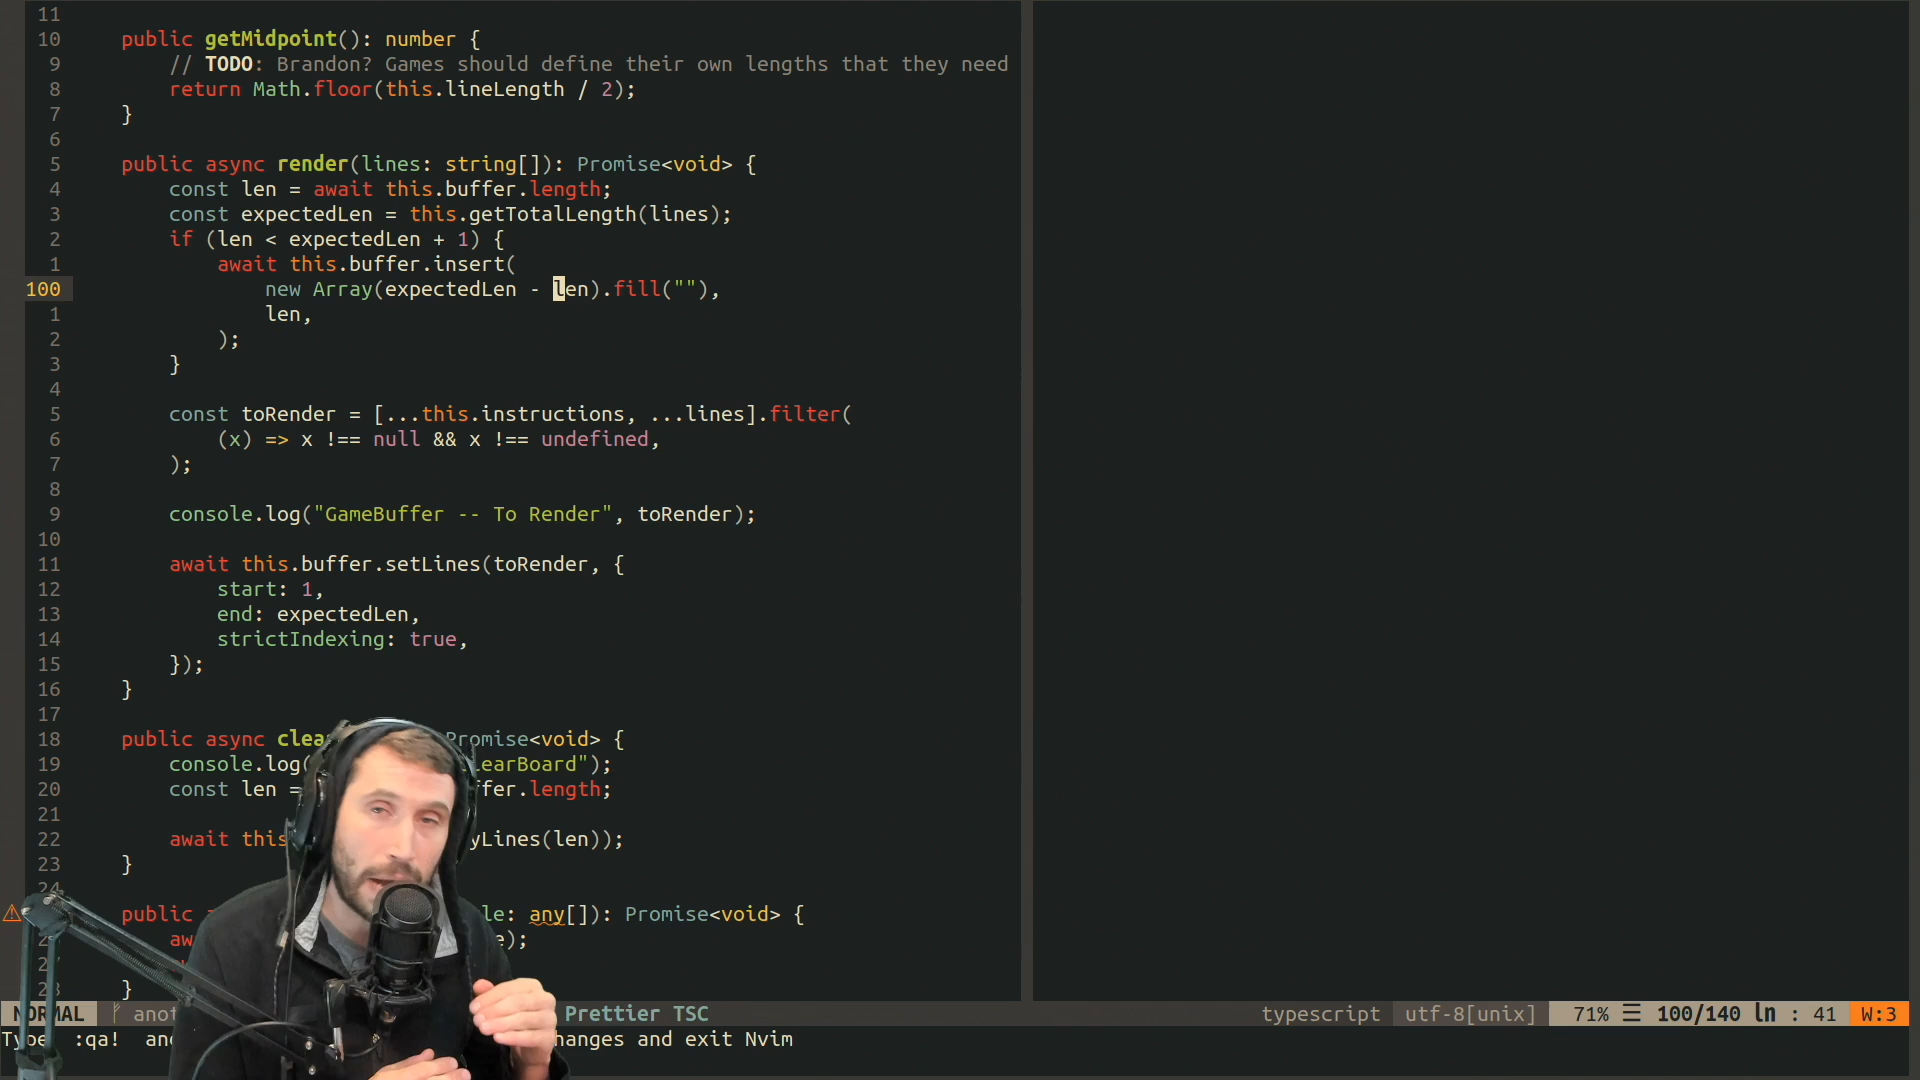 11
10 public getMidpoint(): number {
9 // TODO: Brandon? Games should define their own lengths that they need
8 return Math.floor(this.lineLength / 2);
7 }
6
5 public async render(lines: string[]): Promise<void> {
4 const len = await this.buffer.length;
3 const expectedLen = this.getTotalLength(lines);
2 if (len < expectedLen + 1) {
1 await this.buffer.insert(
100 new Array(expectedLen - len).fill(""),
1 len,
2 );
3 }
4
5 const toRender = [...this.instructions, ...lines].filter(
6 (x) => x !== null && x !== undefined,
7 );
8
9 console.log("GameBuffer -- To Render", toRender);
10
11 await this.buffer.setLines(toRender, {
12 start: 1,
13 end: expectedLen,
14 strictIndexing: true,
15 });
16 }
17
18 public async clea Promise<void> {
19 console.log( learBoard");
20 const len = ffer.length;
21
22 await this yLines(len));
23 }
24
public le: any[]): Promise<void> {
aw e);
}
NORMAL anot Prettier TSC typescript utf-8[unix] 71% ☰ 100/140 ln : 41 W:3
Type :qa! an hanges and exit Nvim